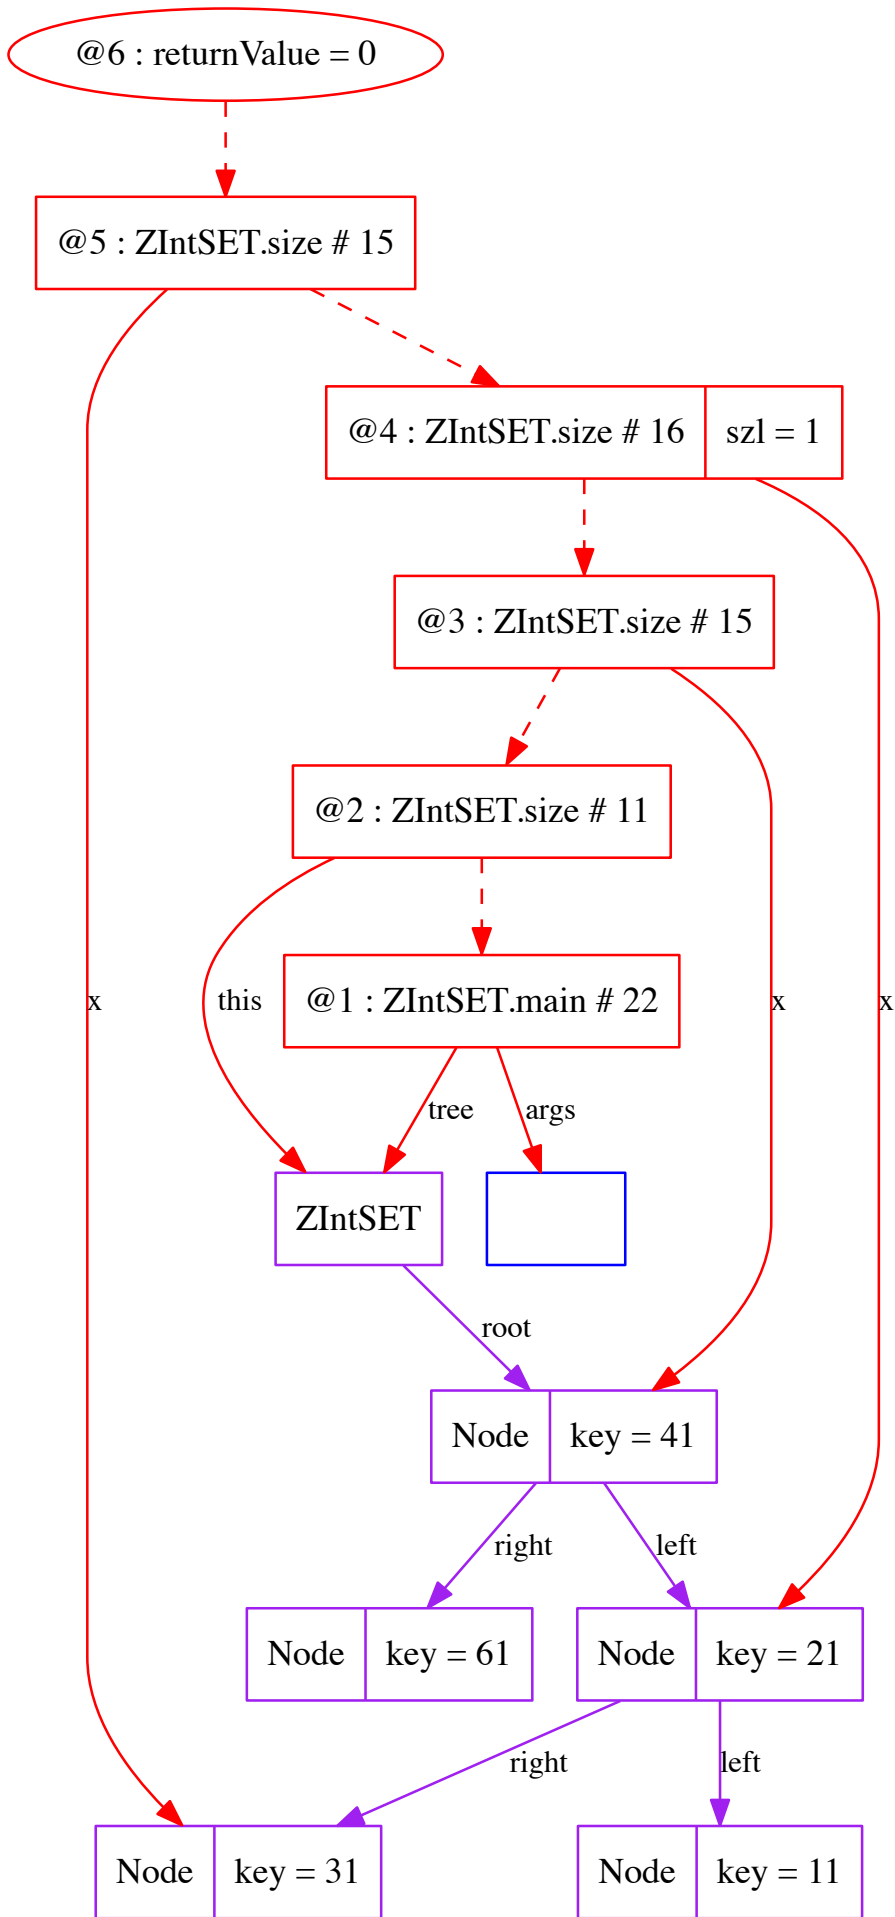 @6 : returnValue = 0
@5 : ZIntSET.size # 15
@4 : ZIntSET.size # 16 szl = 1
@3 : ZIntSET.size # 15
@2 : ZIntSET.size # 11
x this @1 : ZIntSET.main # 22 x x
tree args
ZIntSET
root
Node key = 41
right left
Node key = 61 Node key = 21
right left
Node key = 31 Node key = 11